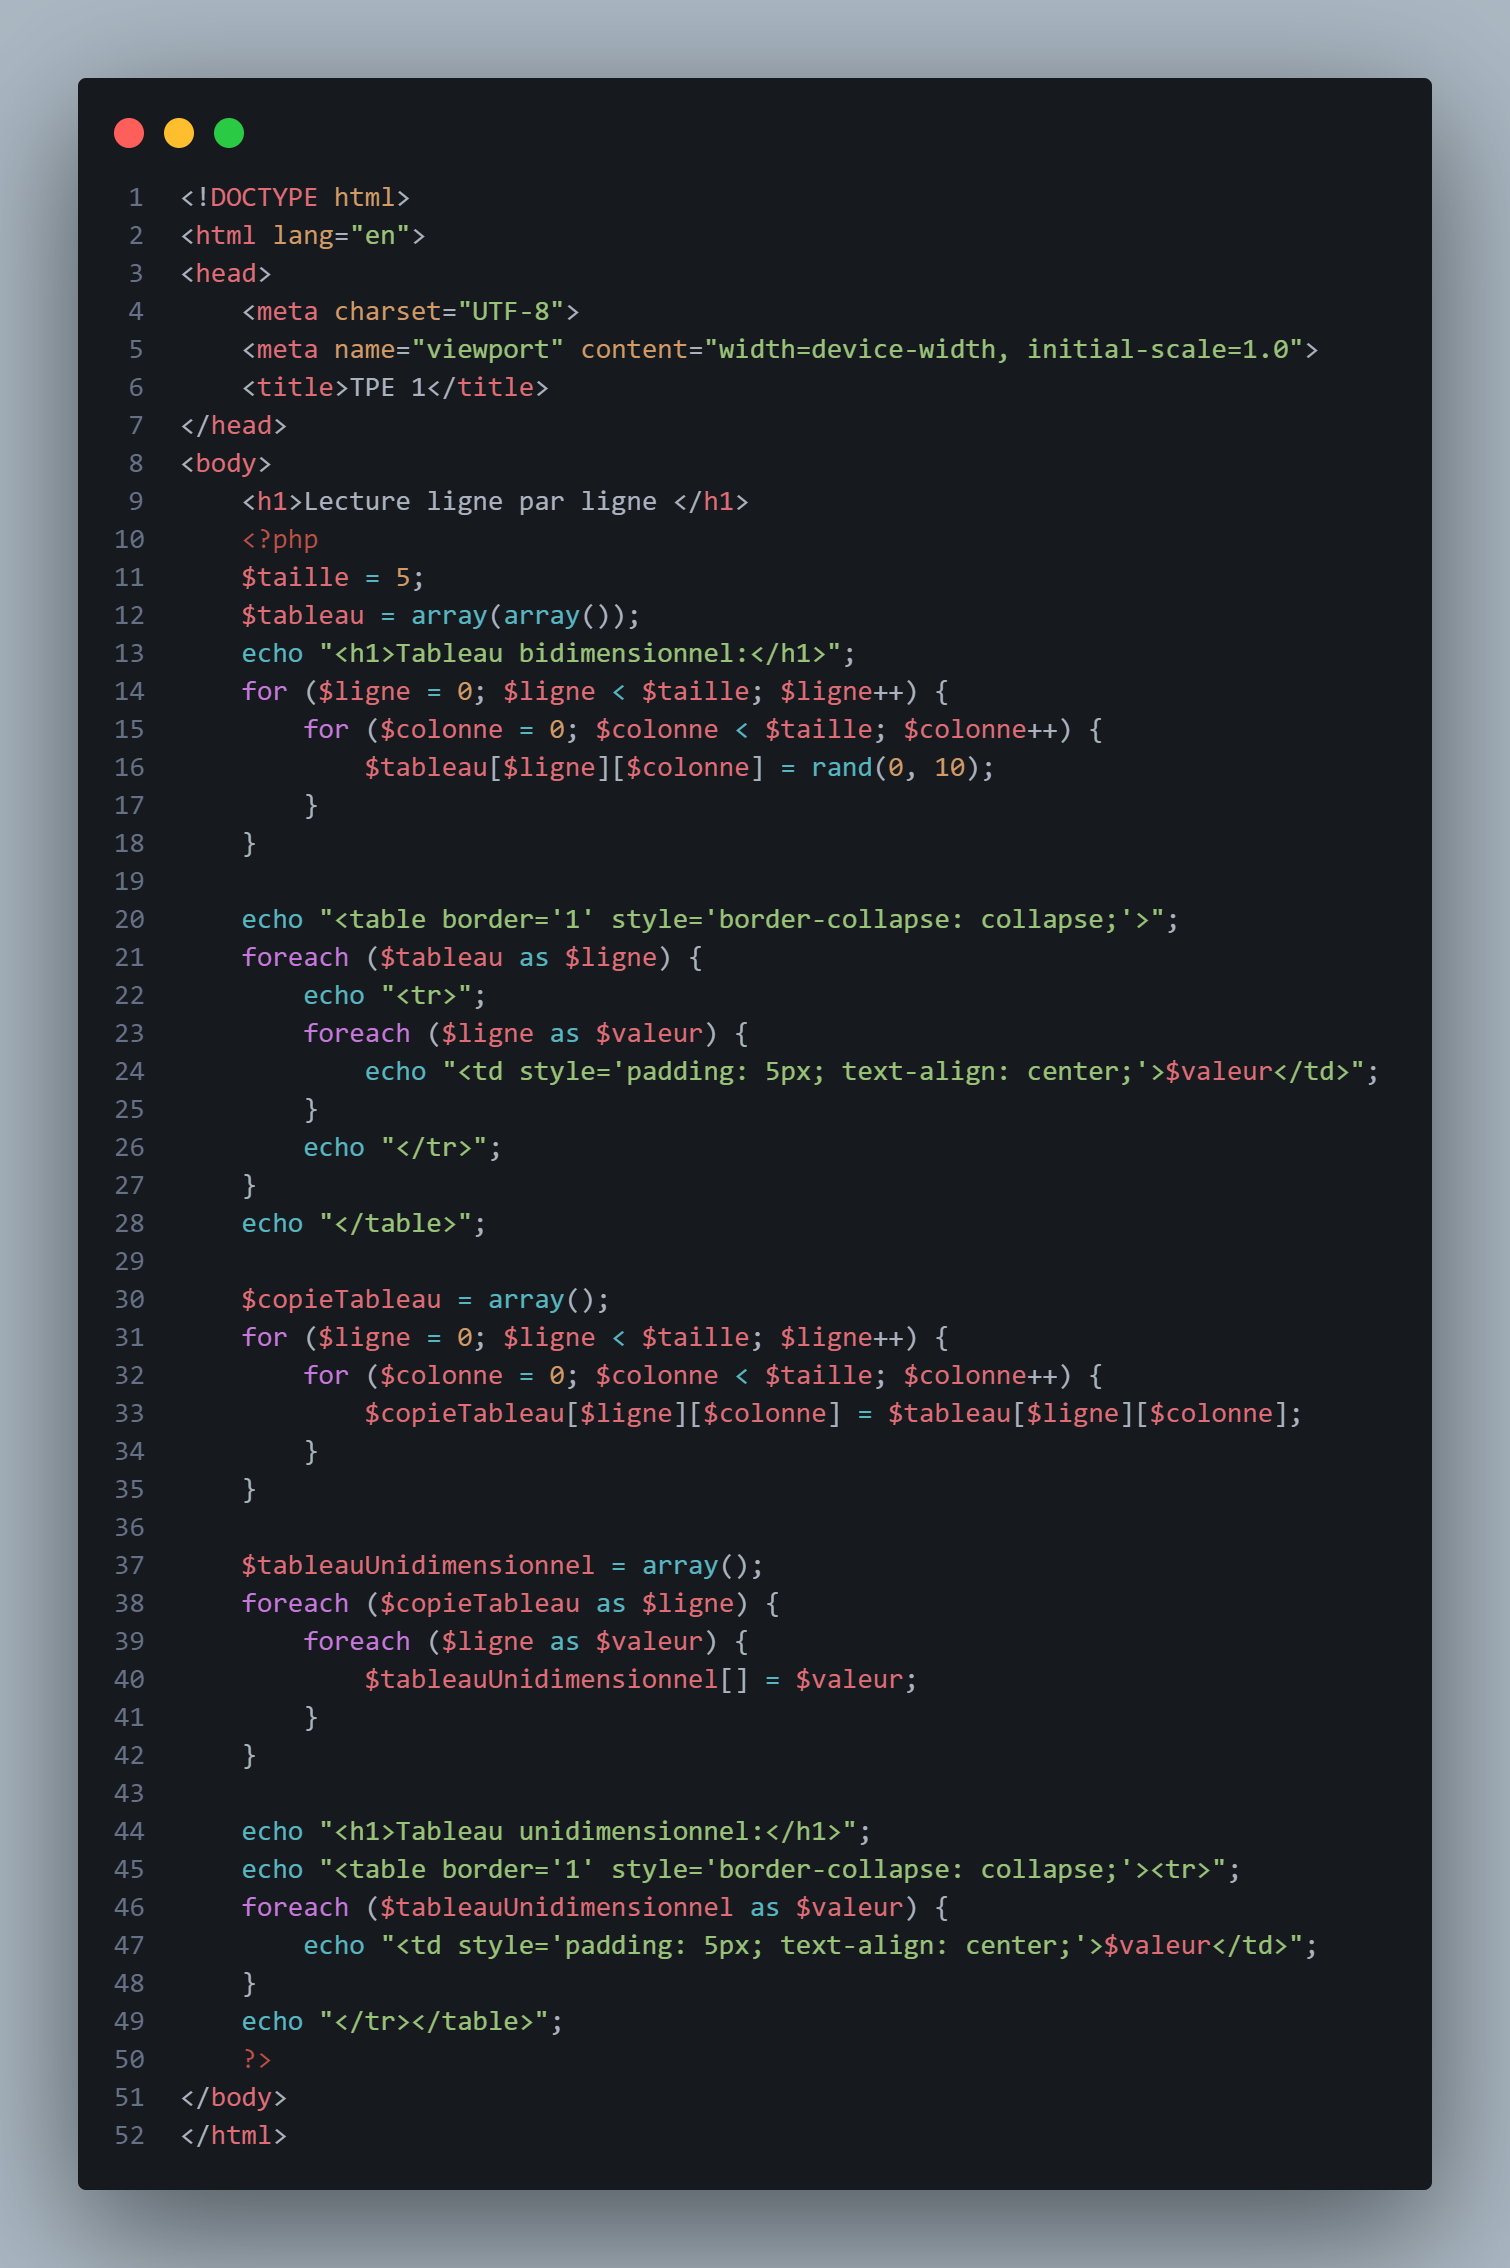 1 <!DOCTYPE html>
2 <html lang="en">
3 <head>
4     <meta charset="UTF-8">
5     <meta name="viewport" content="width=device-width, initial-scale=1.0">
6     <title>TPE 1</title>
7 </head>
8 <body>
9     <h1>Lecture ligne par ligne </h1>
10     <?php
11     $taille = 5;
12     $tableau = array(array());
13     echo "<h1>Tableau bidimensionnel:</h1>";
14     for ($ligne = 0; $ligne < $taille; $ligne++) {
15         for ($colonne = 0; $colonne < $taille; $colonne++) {
16             $tableau[$ligne][$colonne] = rand(0, 10);
17         }
18     }
19
20     echo "<table border='1' style='border-collapse: collapse;'>";
21     foreach ($tableau as $ligne) {
22         echo "<tr>";
23         foreach ($ligne as $valeur) {
24             echo "<td style='padding: 5px; text-align: center;'>$valeur</td>";
25         }
26         echo "</tr>";
27     }
28     echo "</table>";
29
30     $copieTableau = array();
31     for ($ligne = 0; $ligne < $taille; $ligne++) {
32         for ($colonne = 0; $colonne < $taille; $colonne++) {
33             $copieTableau[$ligne][$colonne] = $tableau[$ligne][$colonne];
34         }
35     }
36
37     $tableauUnidimensionnel = array();
38     foreach ($copieTableau as $ligne) {
39         foreach ($ligne as $valeur) {
40             $tableauUnidimensionnel[] = $valeur;
41         }
42     }
43
44     echo "<h1>Tableau unidimensionnel:</h1>";
45     echo "<table border='1' style='border-collapse: collapse;'><tr>";
46     foreach ($tableauUnidimensionnel as $valeur) {
47         echo "<td style='padding: 5px; text-align: center;'>$valeur</td>";
48     }
49     echo "</tr></table>";
50     ?>
51 </body>
52 </html>